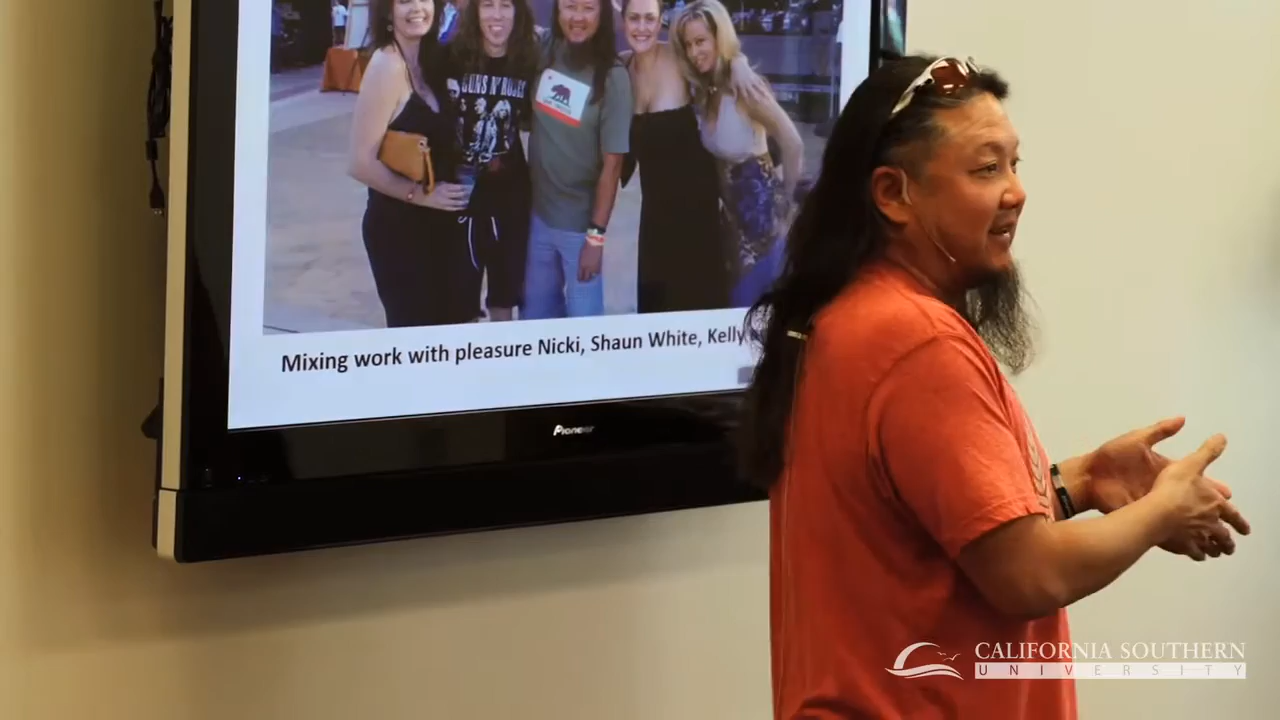 GUNS N' ROSES
Mixing work with pleasure Nicki, Shaun White, Kelly
Pioneer
CALIFORNIA SOUTHERN
UNIVERSITY